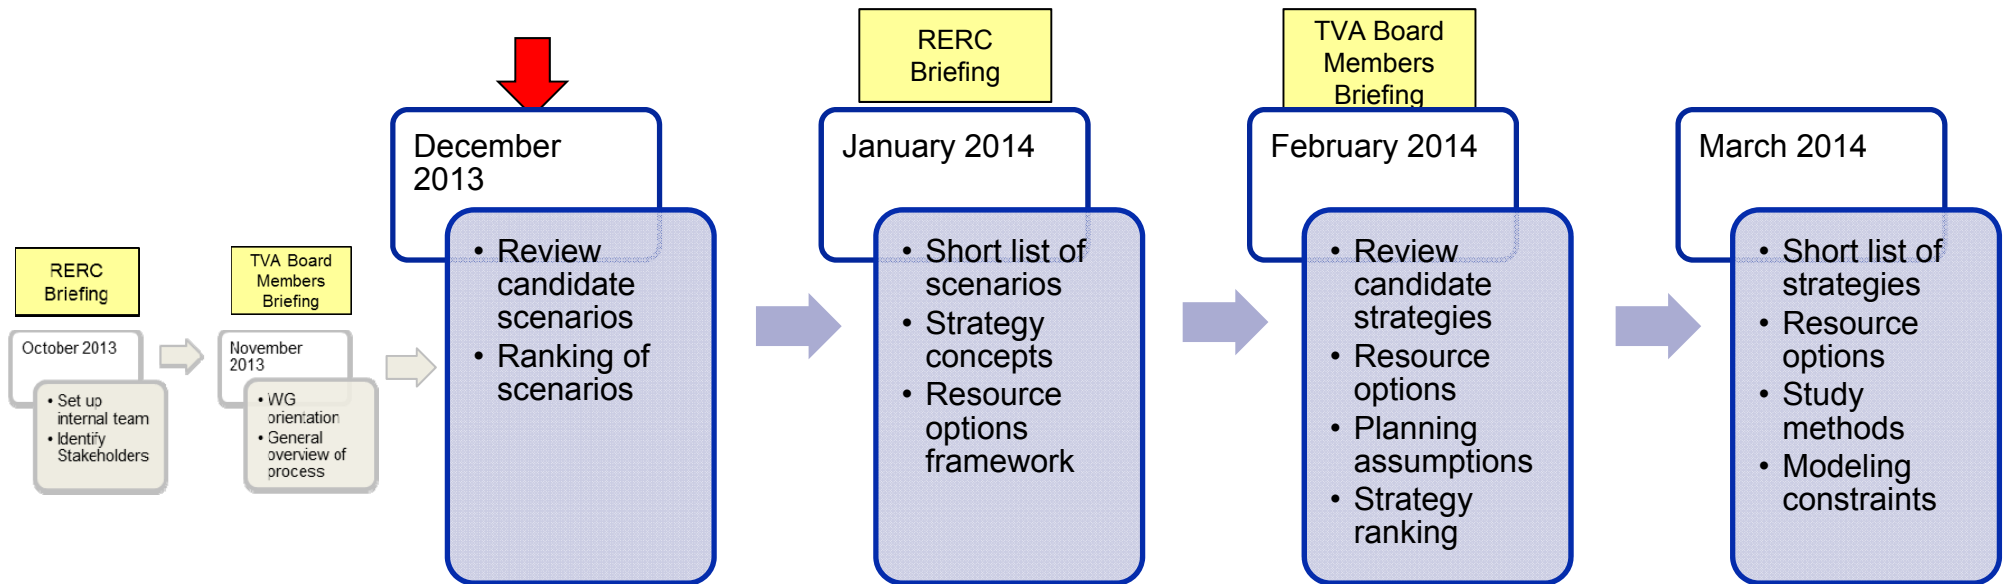 RERC
Briefing
October 2013
• Set up
internal team
• Identify
Stakeholders
TVA Board
Members
Briefing
November
2013
• WG
orientation
• General
overview of
process
December
2013
• Review
candidate
scenarios
• Ranking of
scenarios
RERC
Briefing
January 2014
• Short list of
scenarios
• Strategy
concepts
• Resource
options
framework
TVA Board
Members
Briefing
February 2014
• Review
candidate
strategies
• Resource
options
• Planning
assumptions
• Strategy
ranking
March 2014
• Short list of
strategies
• Resource
options
• Study
methods
• Modeling
constraints